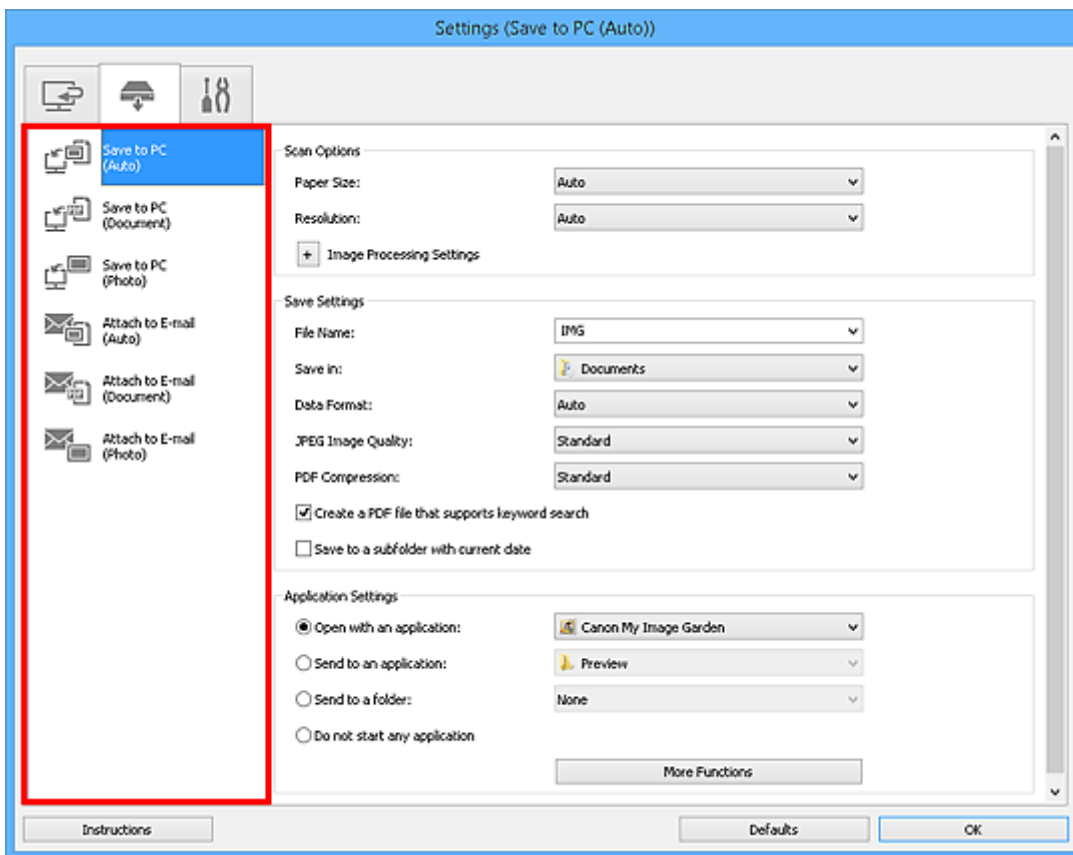 Settings (Save to PC (Auto))
Save to PC
(Auto)
Save to PC
(Document)
Save to PC
(Photo)
Attach to E-mail
(Auto)
Attach to E-mail
(Document)
Attach to E-mail
(Photo)
Scan Options
Paper Size: Auto
Resolution: Auto
+ Image Processing Settings
Save Settings
File Name: IMG
Save in: Documents
Data Format: Auto
JPEG Image Quality: Standard
PDF Compression: Standard
Create a PDF file that supports keyword search
Save to a subfolder with current date
Application Settings
Open with an application: Canon My Image Garden
Send to an application: Preview
Send to a folder: None
Do not start any application
More Functions
Instructions Defaults OK